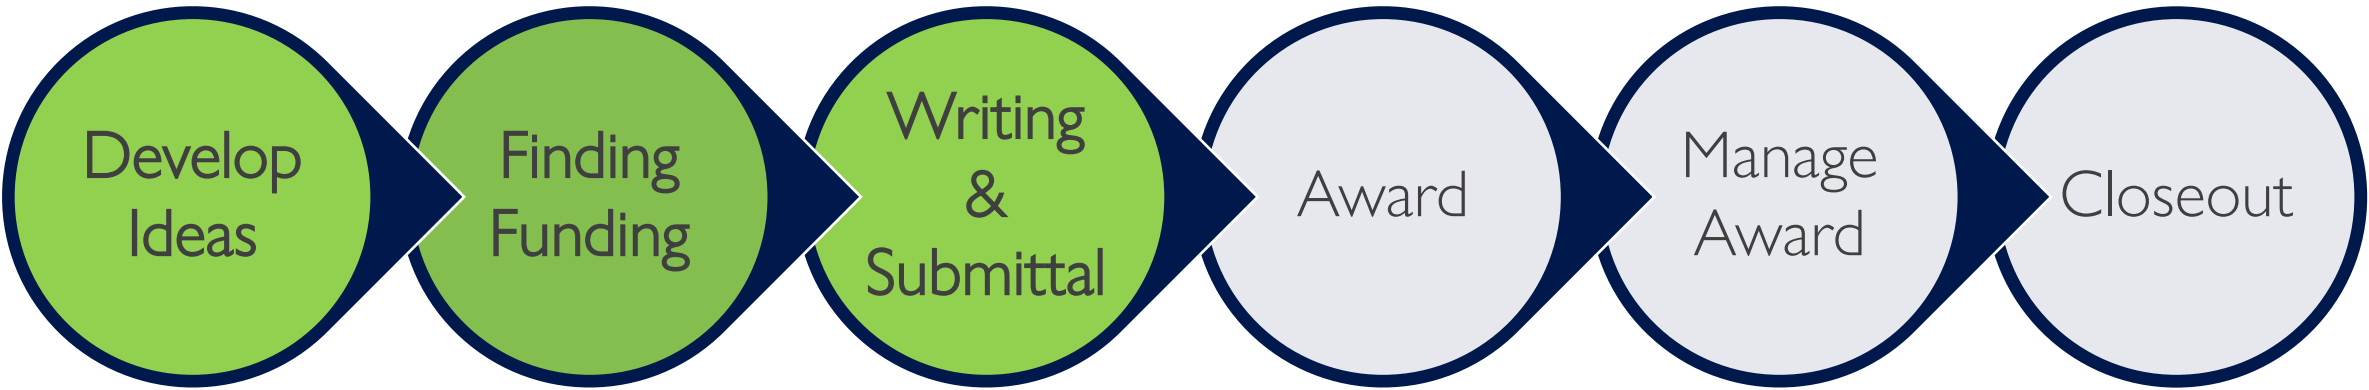 Develop
Ideas
Finding
Funding
Writing
&
Submittal
Award
Manage
Award
Closeout